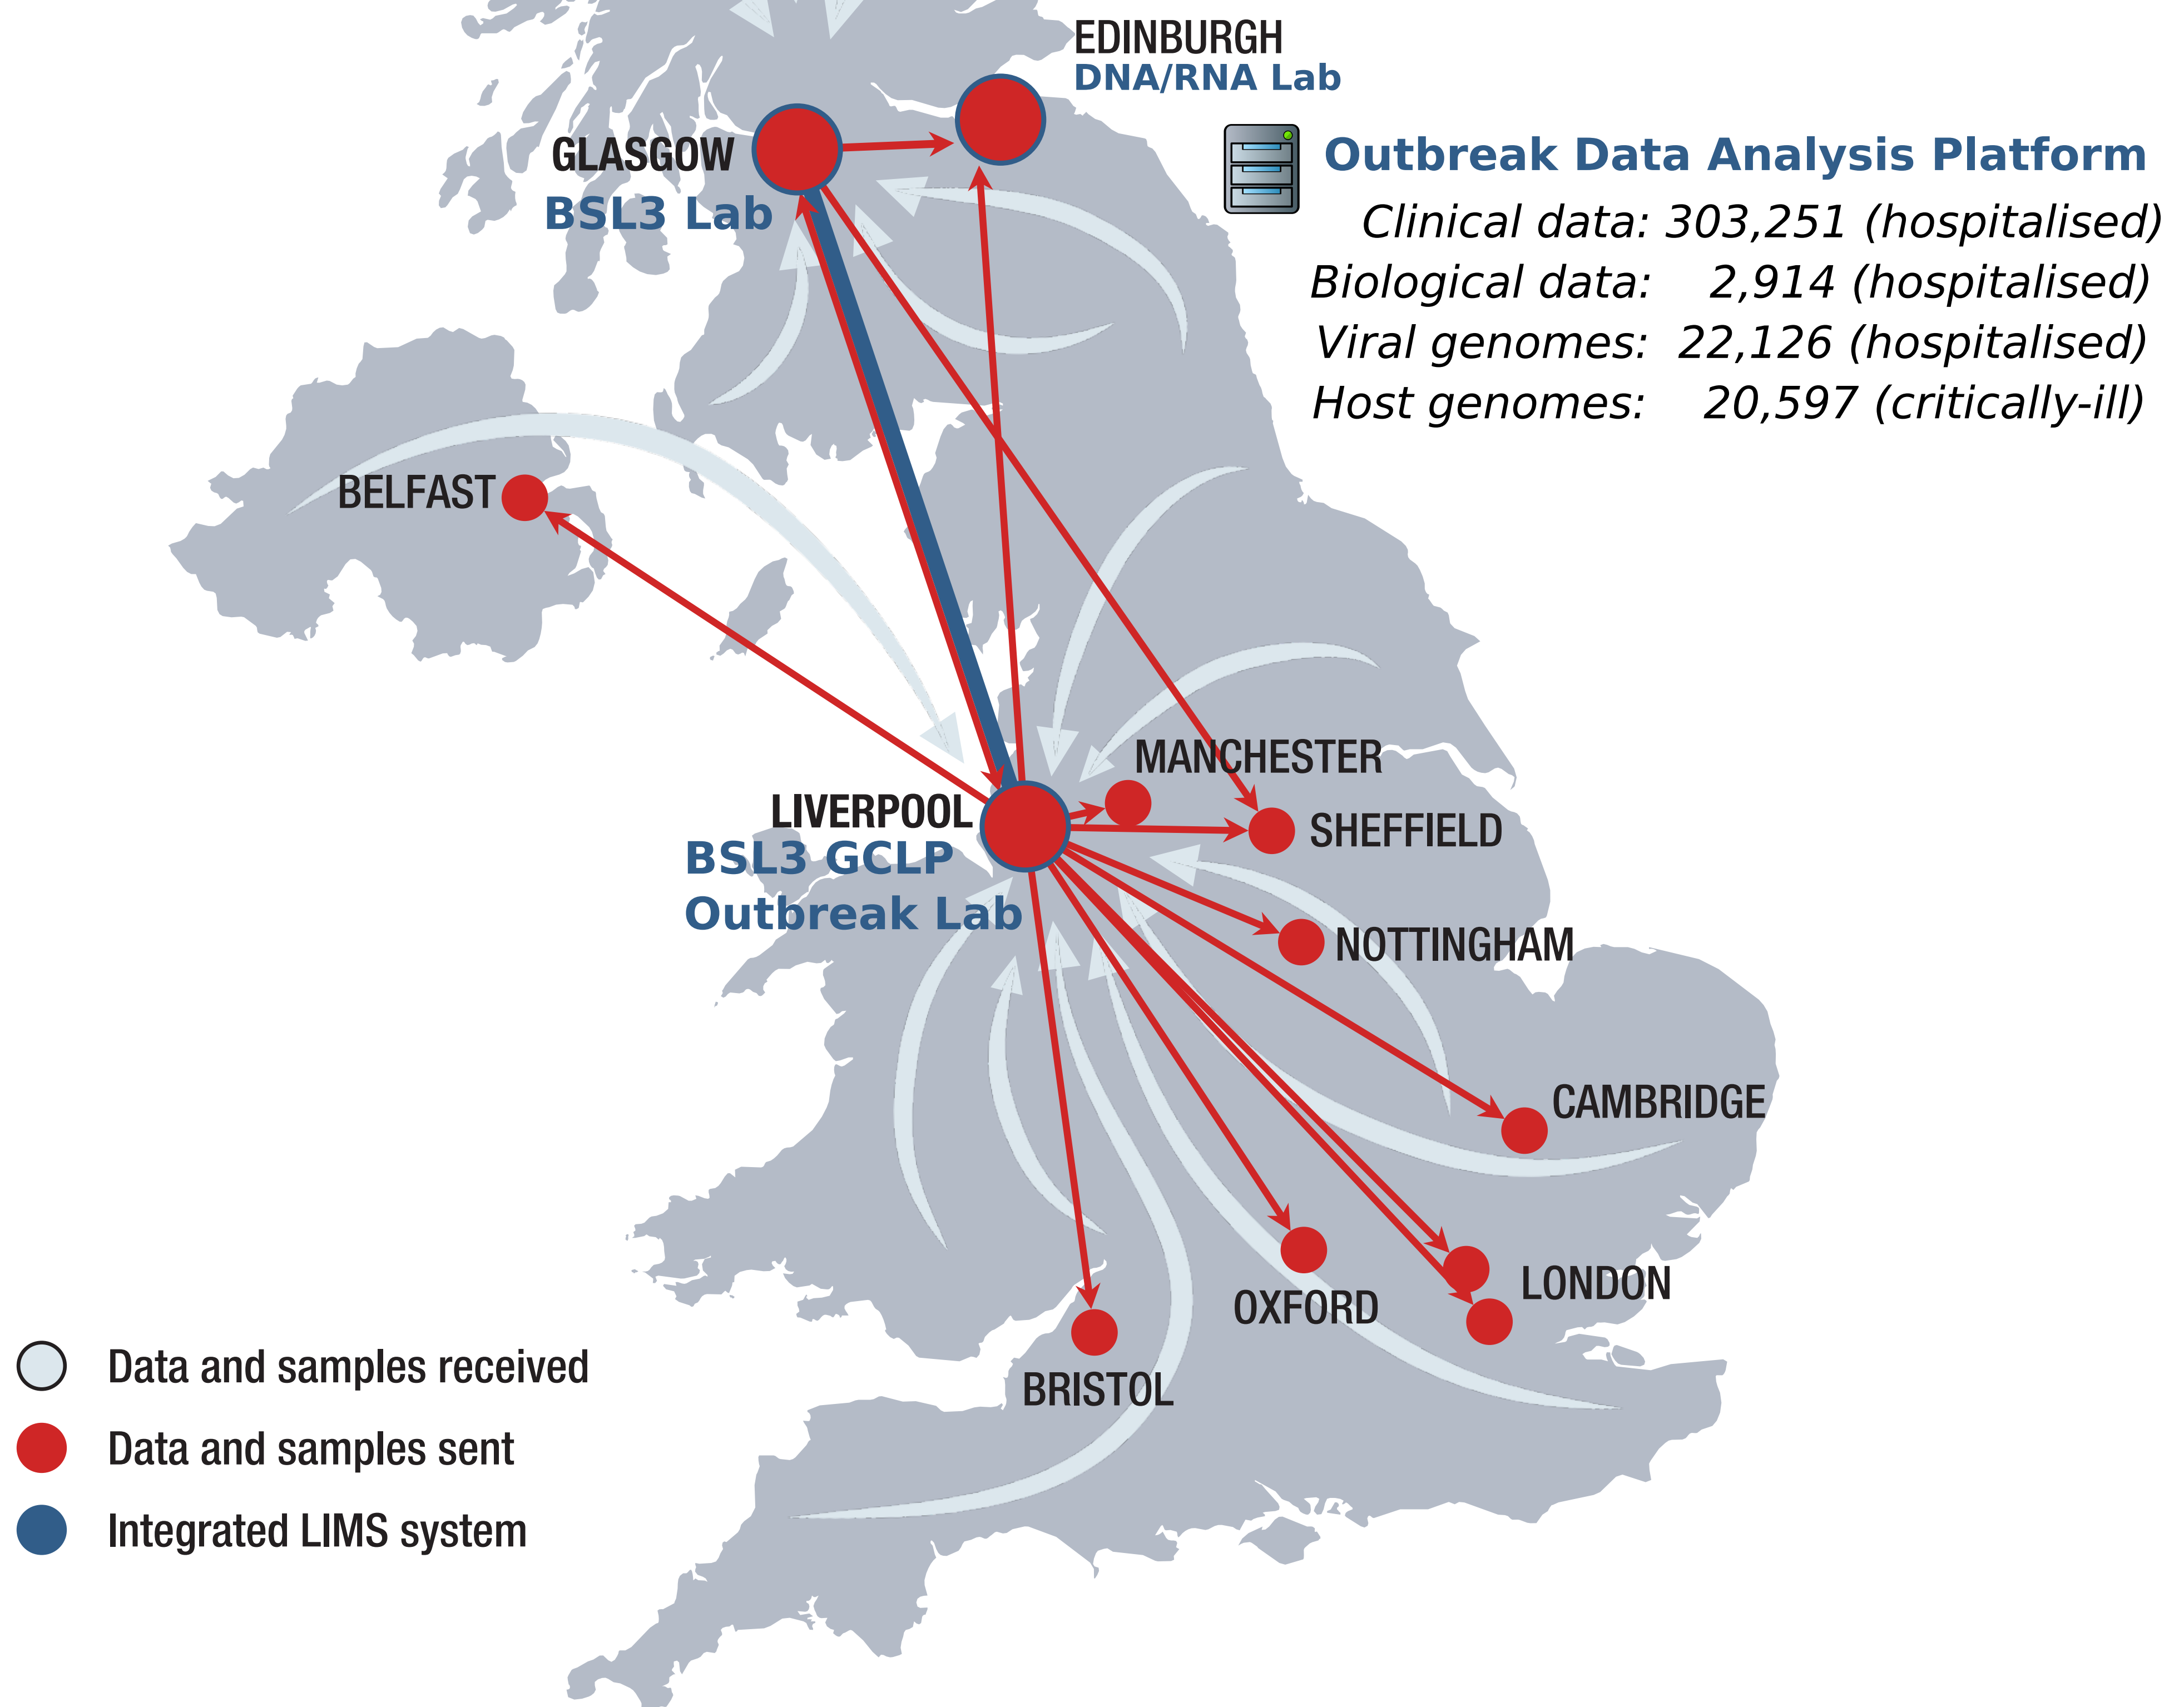 EDINBURGH
DNA/RNA Lab
GLASGOW
BSL3 Lab
Outbreak Data Analysis Platform
Clinical data: 303,251 (hospitalised)
Biological data: 2,914 (hospitalised)
Viral genomes: 22,126 (hospitalised)
Host genomes: 20,597 (critically-ill)
BELFAST
MANCHESTER
LIVERPOOL
BSL3 GCLP
Outbreak Lab
SHEFFIELD
NOTTINGHAM
CAMBRIDGE
LONDON
OXFORD
BRISTOL
Data and samples received
Data and samples sent
Integrated LIMS system